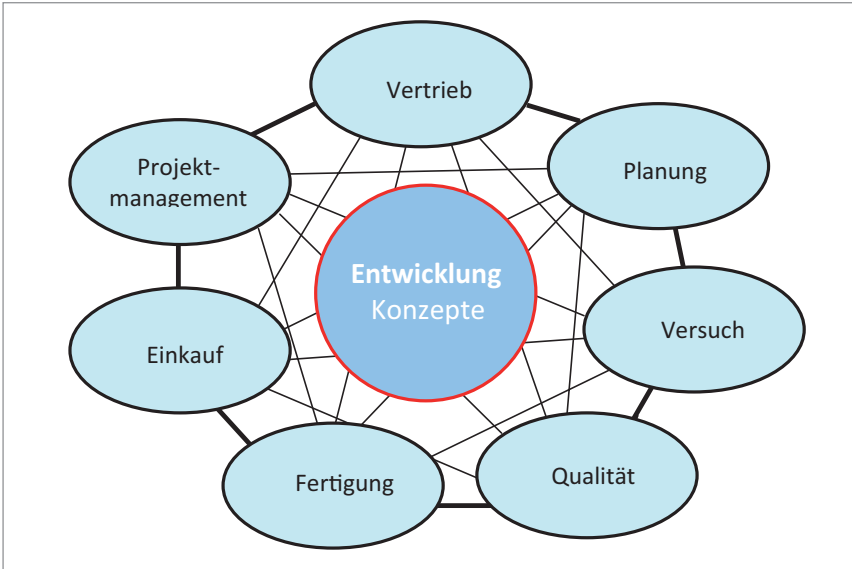 Vertrieb
Projekt-
management
Planung
Entwicklung
Konzepte
Versuch
Einkauf
Fertigung
Qualität